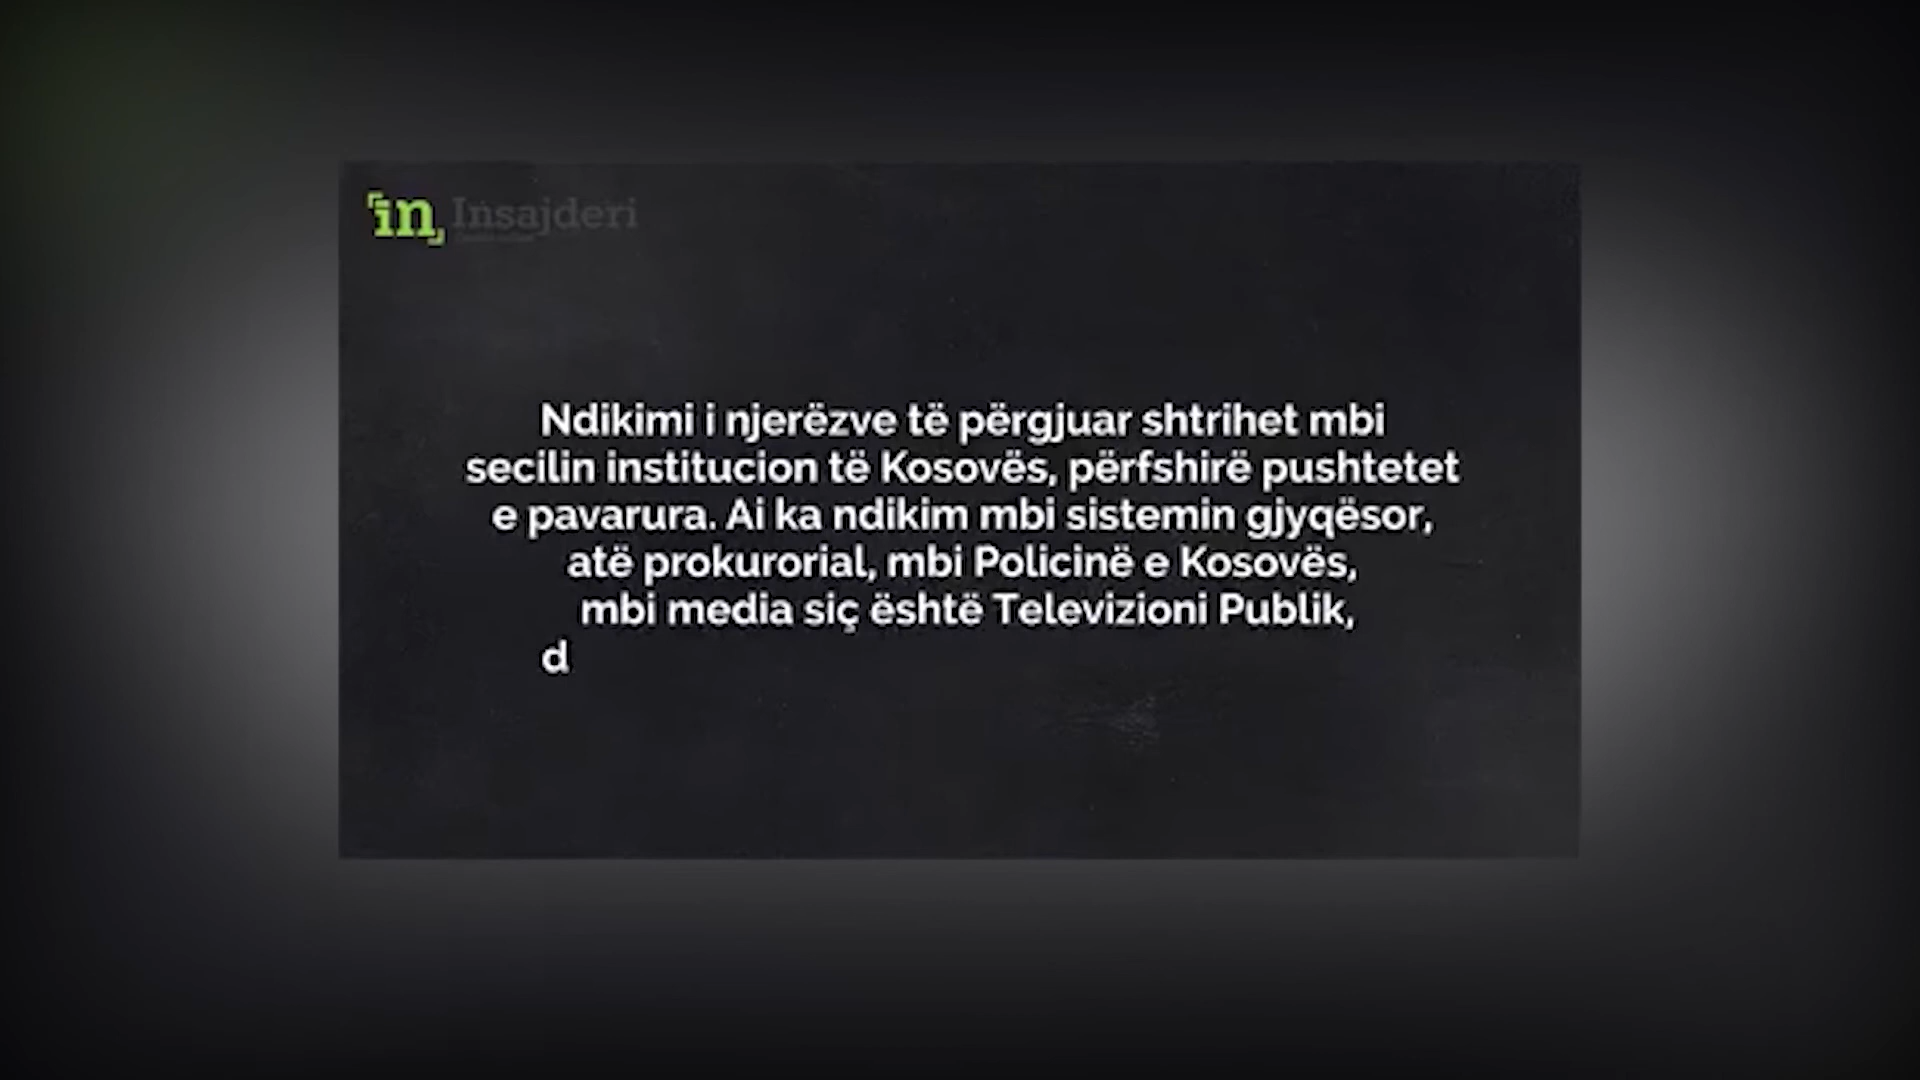 in Insajderi
Ndikimi i njerëzve të përgjuar shtrihet mbi
secilin institucion të Kosovës, përfshirë pushtetet
e pavarura. Ai ka ndikim mbi sistemin gjyqësor,
atë prokurorial, mbi Policinë e Kosovës,
mbi media siç është Televizioni Publik,
d